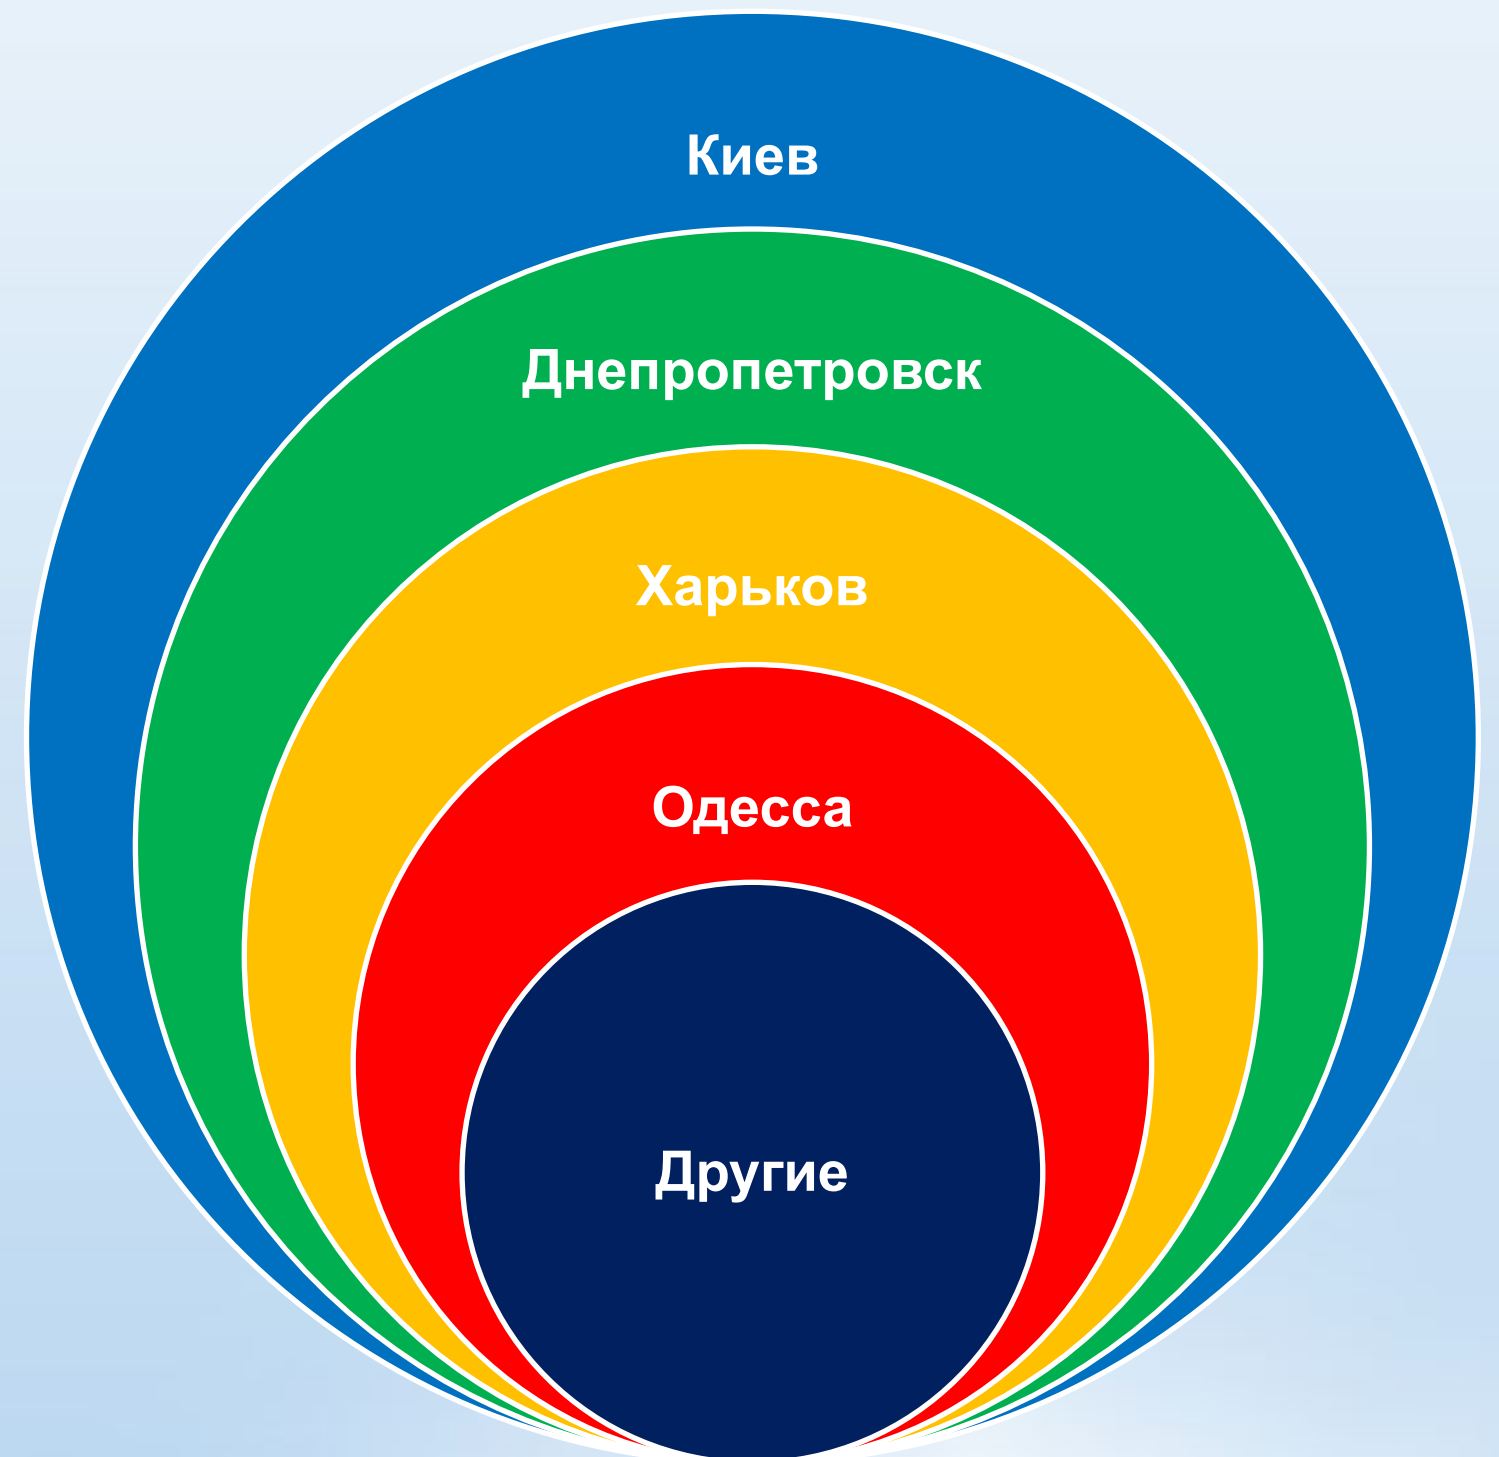 Киев
Днепропетровск
Харьков
Одесса
Другие